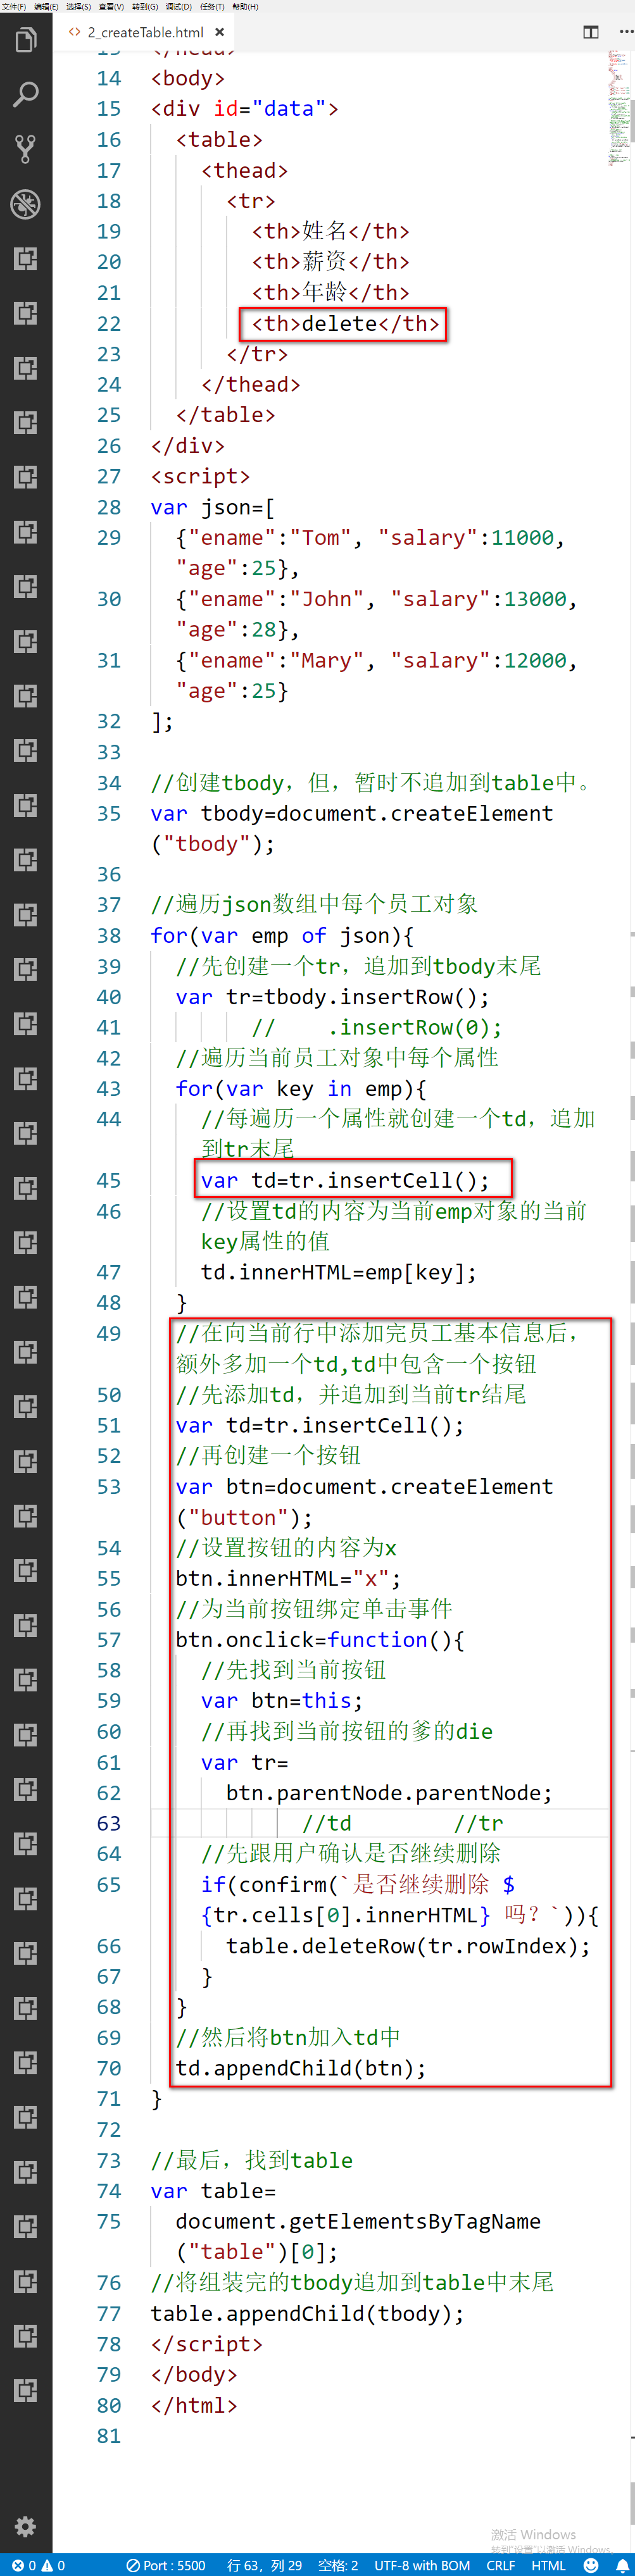 文件(F) 编辑(E) 选择(S) 查看(V) 转到(G) 调试(D) 任务(T) 帮助(H)
<> 2_createTable.html ×
13 </head>
14 <body>
15 <div id="data">
16 <table>
17 <thead>
18 <tr>
19 <th>姓名</th>
20 <th>薪资</th>
21 <th>年龄</th>
22 <th>delete</th>
23 </tr>
24 </thead>
25 </table>
26 </div>
27 <script>
28 var json=[
29 {"ename":"Tom", "salary":11000,
"age":25},
30 {"ename":"John", "salary":13000,
"age":28},
31 {"ename":"Mary", "salary":12000,
"age":25}
32 ];
33
34 //创建tbody，但，暂时不追加到table中。
35 var tbody=document.createElement
("tbody");
36
37 //遍历json数组中每个员工对象
38 for(var emp of json){
39 //先创建一个tr，追加到tbody末尾
40 var tr=tbody.insertRow();
41 // .insertRow(0);
42 //遍历当前员工对象中每个属性
43 for(var key in emp){
44 //每遍历一个属性就创建一个td，追加
到tr末尾
45 var td=tr.insertCell();
46 //设置td的内容为当前emp对象的当前
key属性的值
47 td.innerHTML=emp[key];
48 }
49 //在向当前行中添加完员工基本信息后，
额外多加一个td,td中包含一个按钮
50 //先添加td，并追加到当前tr结尾
51 var td=tr.insertCell();
52 //再创建一个按钮
53 var btn=document.createElement
("button");
54 //设置按钮的内容为x
55 btn.innerHTML="x";
56 //为当前按钮绑定单击事件
57 btn.onclick=function(){
58 //先找到当前按钮
59 var btn=this;
60 //再找到当前按钮的爹的die
61 var tr=
62 btn.parentNode.parentNode;
63 //td //tr
64 //先跟用户确认是否继续删除
65 if(confirm(`是否继续删除 $
{tr.cells[0].innerHTML} 吗？`)){
66 table.deleteRow(tr.rowIndex);
67 }
68 }
69 //然后将btn加入td中
70 td.appendChild(btn);
71 }
72
73 //最后，找到table
74 var table=
75 document.getElementsByTagName
("table")[0];
76 //将组装完的tbody追加到table中末尾
77 table.appendChild(tbody);
78 </script>
79 </body>
80 </html>
81
激活 Windows
转到"设置"以激活 Windows。
0 0 Port : 5500 行 63，列 29 空格: 2 UTF-8 with BOM CRLF HTML